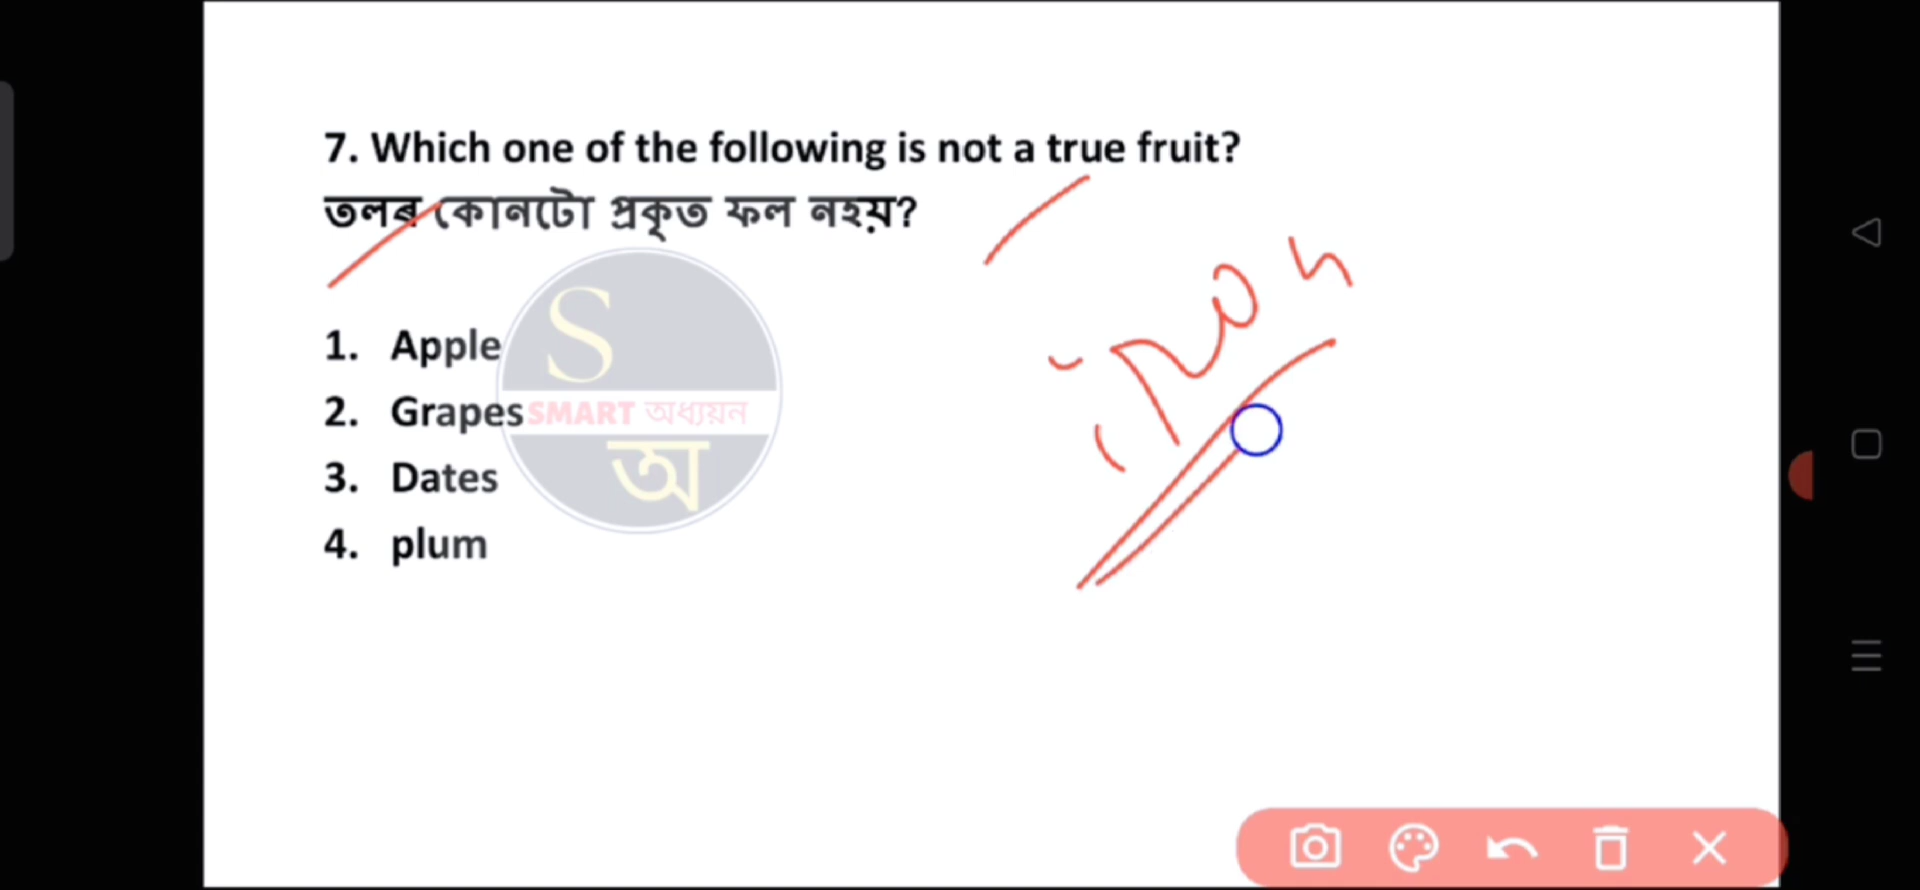 7. Which one of the following is not a true fruit?
তলৰ কোনটো প্ৰকৃত ফল নহয়?
1. Apple
2. Grapes
3. Dates
4. plum
S
SMART অধ্যয়ন
অ
iron